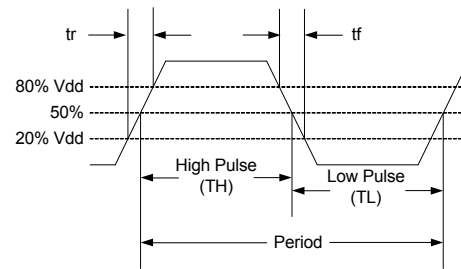 tr
tf
80% Vdd
50%
20% Vdd
High Pulse
(TH)
Low Pulse
(TL)
Period